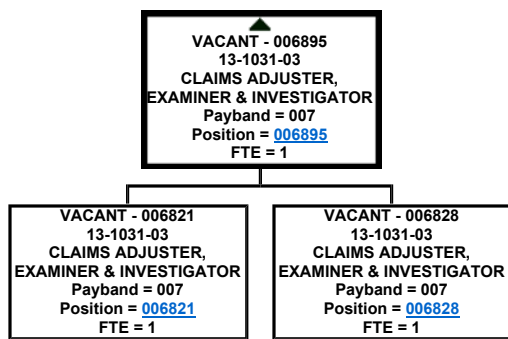 VACANT - 006895
13-1031-03
CLAIMS ADJUSTER,
EXAMINER & INVESTIGATOR
Payband = 007
Position = 006895
FTE = 1
VACANT - 006821
13-1031-03
CLAIMS ADJUSTER,
EXAMINER & INVESTIGATOR
Payband = 007
Position = 006821
FTE = 1
VACANT - 006828
13-1031-03
CLAIMS ADJUSTER,
EXAMINER & INVESTIGATOR
Payband = 007
Position = 006828
FTE = 1